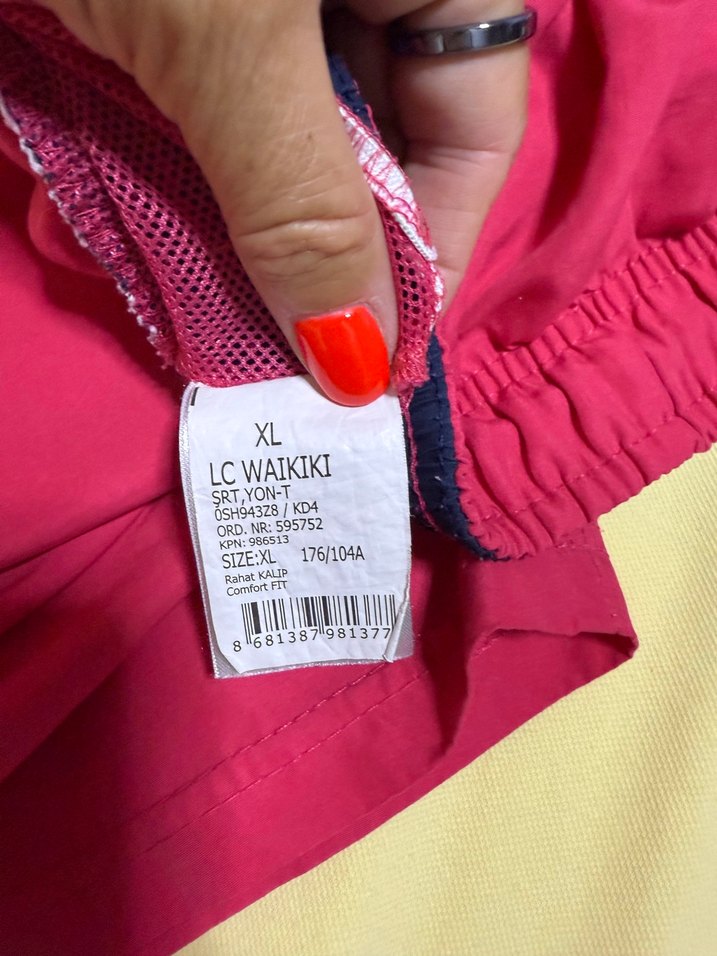 XL
LC WAIKIKI
ŞRT,YON-T
0SH943Z8 / KD4
ORD. NR: 595752
KPN: 986513
SIZE:XL 176/104A
Rahat KALIP
Comfort FIT
8 681387 981377